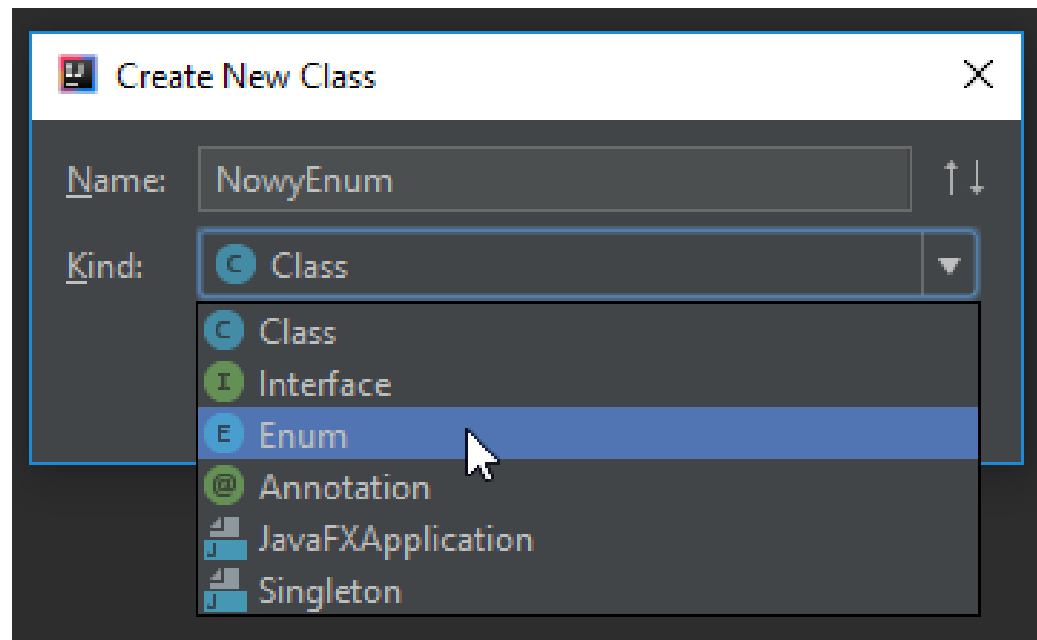 Create New Class
Name: NowyEnum
Kind: C Class
C Class
I Interface
E Enum
@ Annotation
J JavaFXApplication
J Singleton